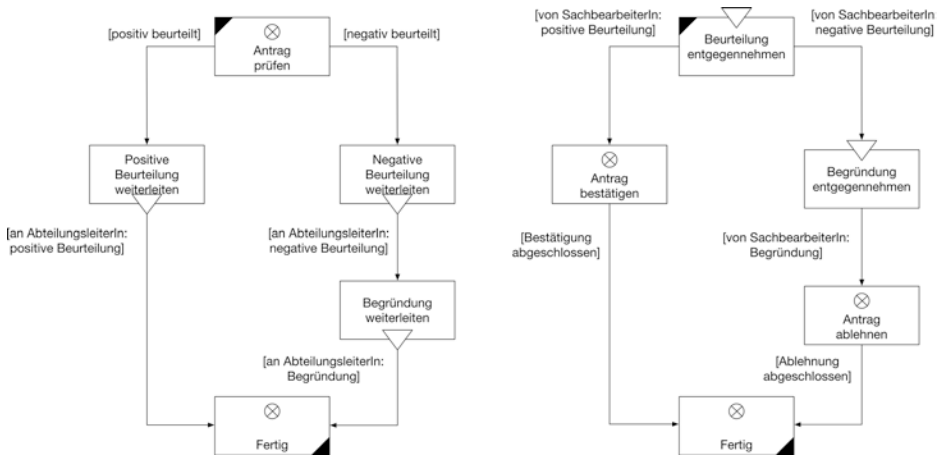 [positiv beurteilt]
Antrag
prüfen
[negativ beurteilt]
Positive
Beurteilung
weiterleiten
Negative
Beurteilung
weiterleiten
[an AbteilungsleiterIn:
positive Beurteilung]
[an AbteilungsleiterIn:
negative Beurteilung]
Begründung
weiterleiten
[an AbteilungsleiterIn:
Begründung]
Fertig
[von SachbearbeiterIn:
positive Beurteilung]
Beurteilung
entgegennehmen
[von SachbearbeiterIn:
negative Beurteilung]
Antrag
bestätigen
Begründung
entgegennehmen
[Bestätigung
abgeschlossen]
[von SachbearbeiterIn:
Begründung]
Antrag
ablehnen
[Ablehnung
abgeschlossen]
Fertig